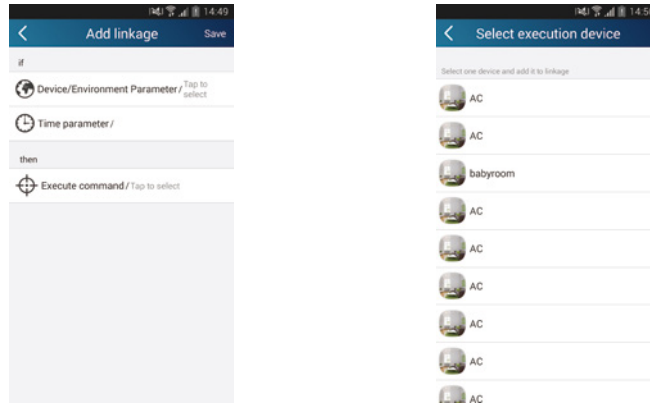 14:49
Add linkage
Save
if
Device/Environment Parameter/Tap to
select
Time parameter/
then
Execute command/Tap to select
14:5
Select execution device
Select one device and add it to linkage
AC
AC
babyroom
AC
AC
AC
AC
AC
AC